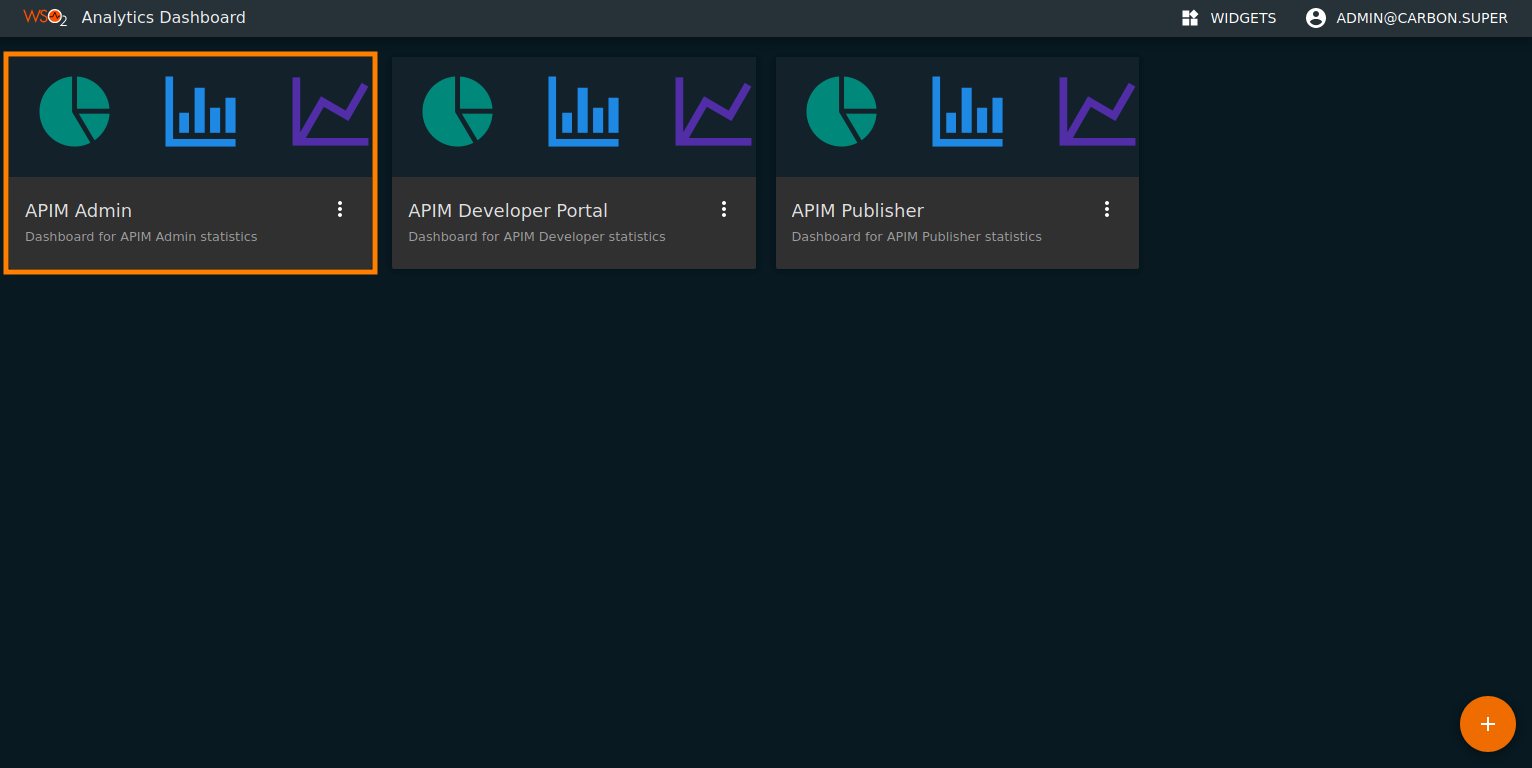 WSO2 Analytics Dashboard WIDGETS ADMIN@CARBON.SUPER
APIM Admin
Dashboard for APIM Admin statistics
APIM Developer Portal
Dashboard for APIM Developer statistics
APIM Publisher
Dashboard for APIM Publisher statistics